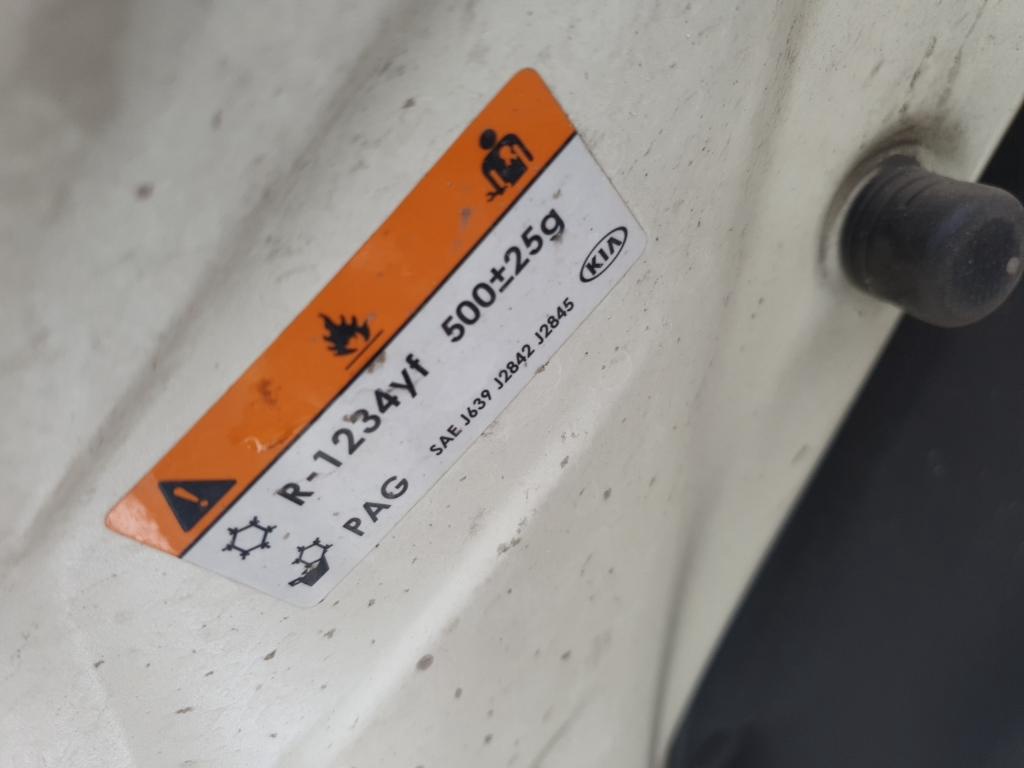 R-1234yf 500±25g
PAG SAE J639 J2842 J2845
KIA